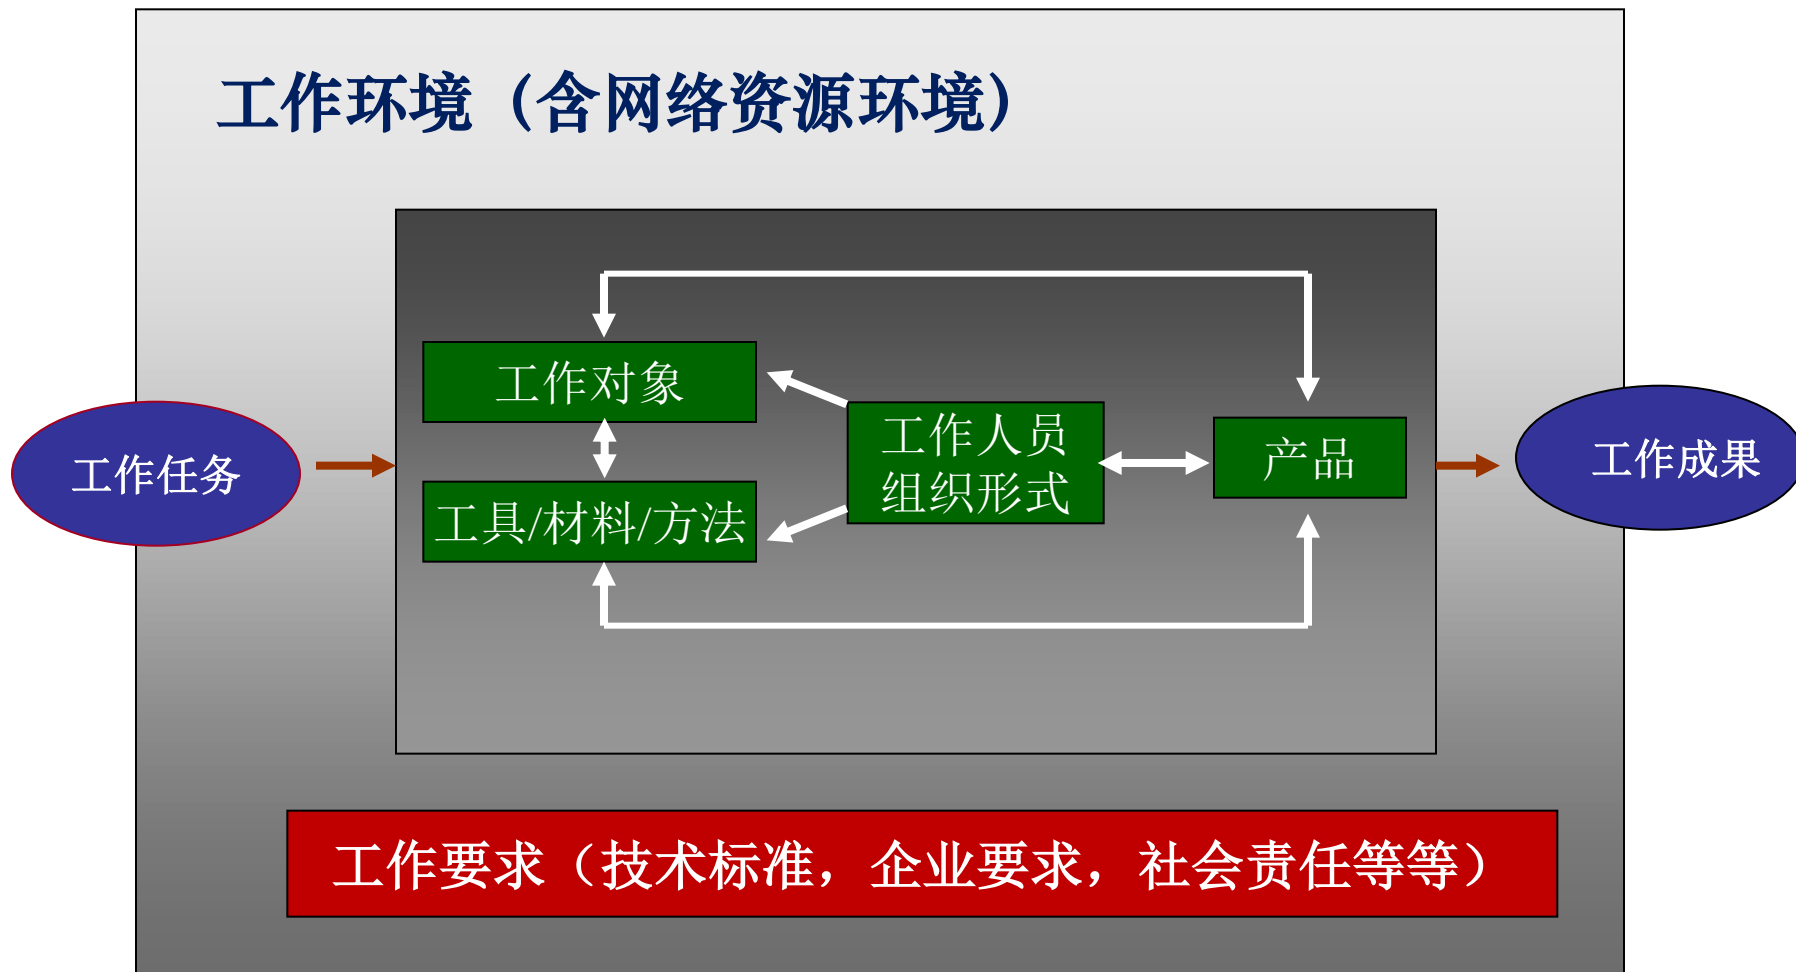 工作环境（含网络资源环境）
工作对象
工作人员
组织形式
产品
工作任务
工作成果
工具/材料/方法
工作要求（技术标准，企业要求，社会责任等等）